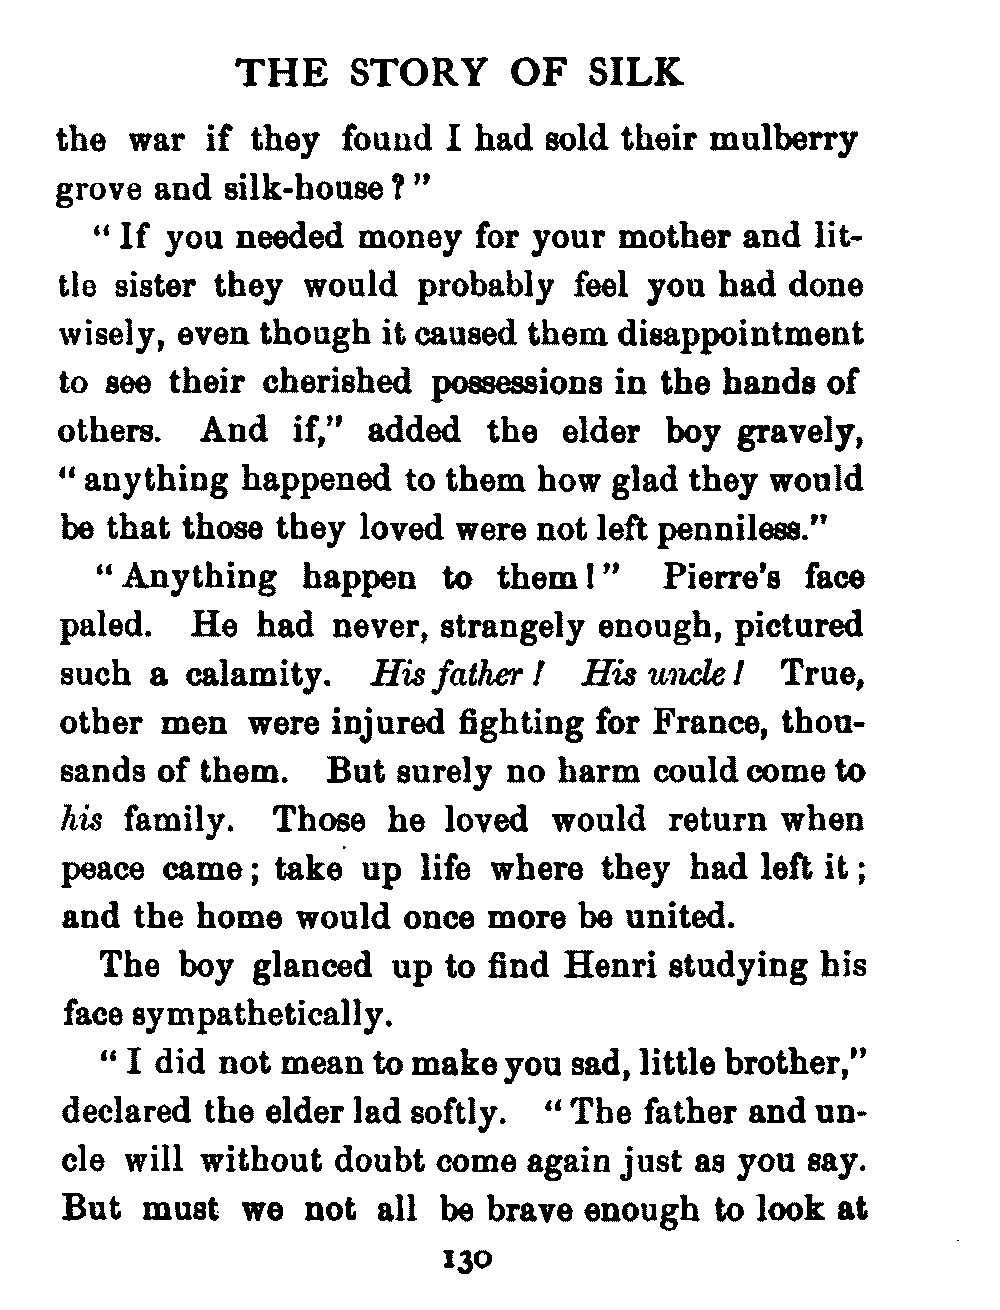 THE STORY OF SILK
the war if they found I had sold their mulberry
grove and silk-house?"
"If you needed money for your mother and lit-
tle sister they would probably feel you had done
wisely, even though it caused them disappointment
to see their cherished possessions in the hands of
others. And if," added the elder boy gravely,
"anything happened to them how glad they would
be that those they loved were not left penniless."
"Anything happen to them!" Pierre's face
paled. He had never, strangely enough, pictured
such a calamity. His father! His uncle! True,
other men were injured fighting for France, thou-
sands of them. But surely no harm could come to
his family. Those he loved would return when
peace came; take up life where they had left it;
and the home would once more be united.
The boy glanced up to find Henri studying his
face sympathetically.
"I did not mean to make you sad, little brother,"
declared the elder lad softly. "The father and un-
cle will without doubt come again just as you say.
But must we not all be brave enough to look at
130